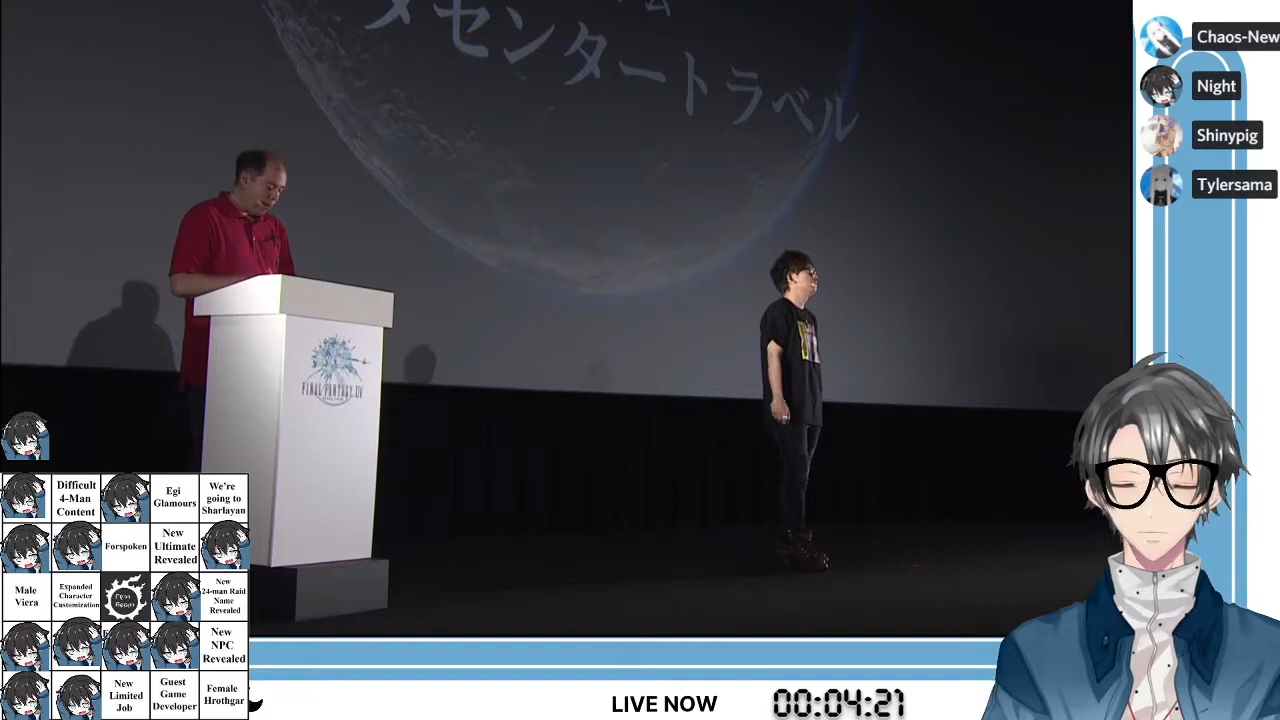 メセンタートラベル
Chaos-New
Night
Shinypig
Tylersama
FINAL FANTASY XIV
Difficult
4-Man
Content
Egi
Glamours
We're
going to
Sharlayan
Forspoken
New
Ultimate
Revealed
Male
Viera
Expanded
Character
Customization
New
24-man Raid
Name
Revealed
New
NPC
Revealed
New
Limited
Job
Guest
Game
Developer
Female
Hrothgar
LIVE NOW
00:04:21